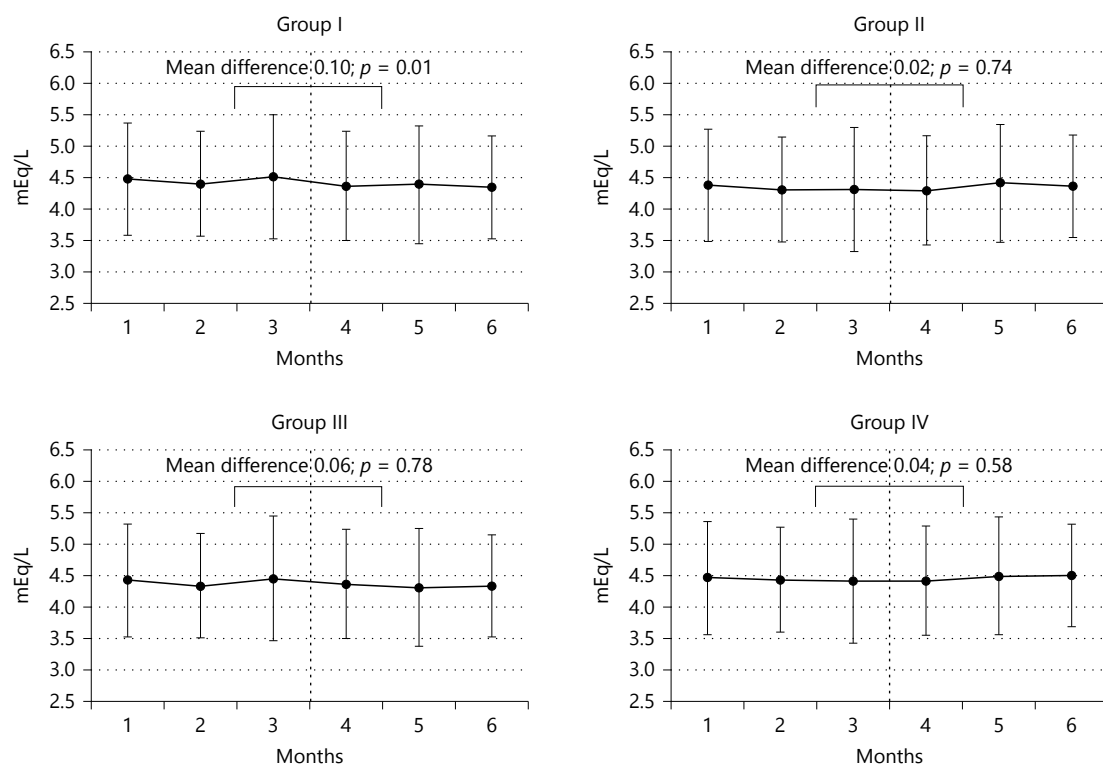 Group I
6.5
6.0
5.5
5.0
4.5
4.0
3.5
3.0
2.5
mEq/L
Mean difference 0.10; p = 0.01
1 2 3 4 5 6
Months
Group II
6.5
6.0
5.5
5.0
4.5
4.0
3.5
3.0
2.5
mEq/L
Mean difference 0.02; p = 0.74
1 2 3 4 5 6
Months
Group III
6.5
6.0
5.5
5.0
4.5
4.0
3.5
3.0
2.5
mEq/L
Mean difference 0.06; p = 0.78
1 2 3 4 5 6
Months
Group IV
6.5
6.0
5.5
5.0
4.5
4.0
3.5
3.0
2.5
mEq/L
Mean difference 0.04; p = 0.58
1 2 3 4 5 6
Months